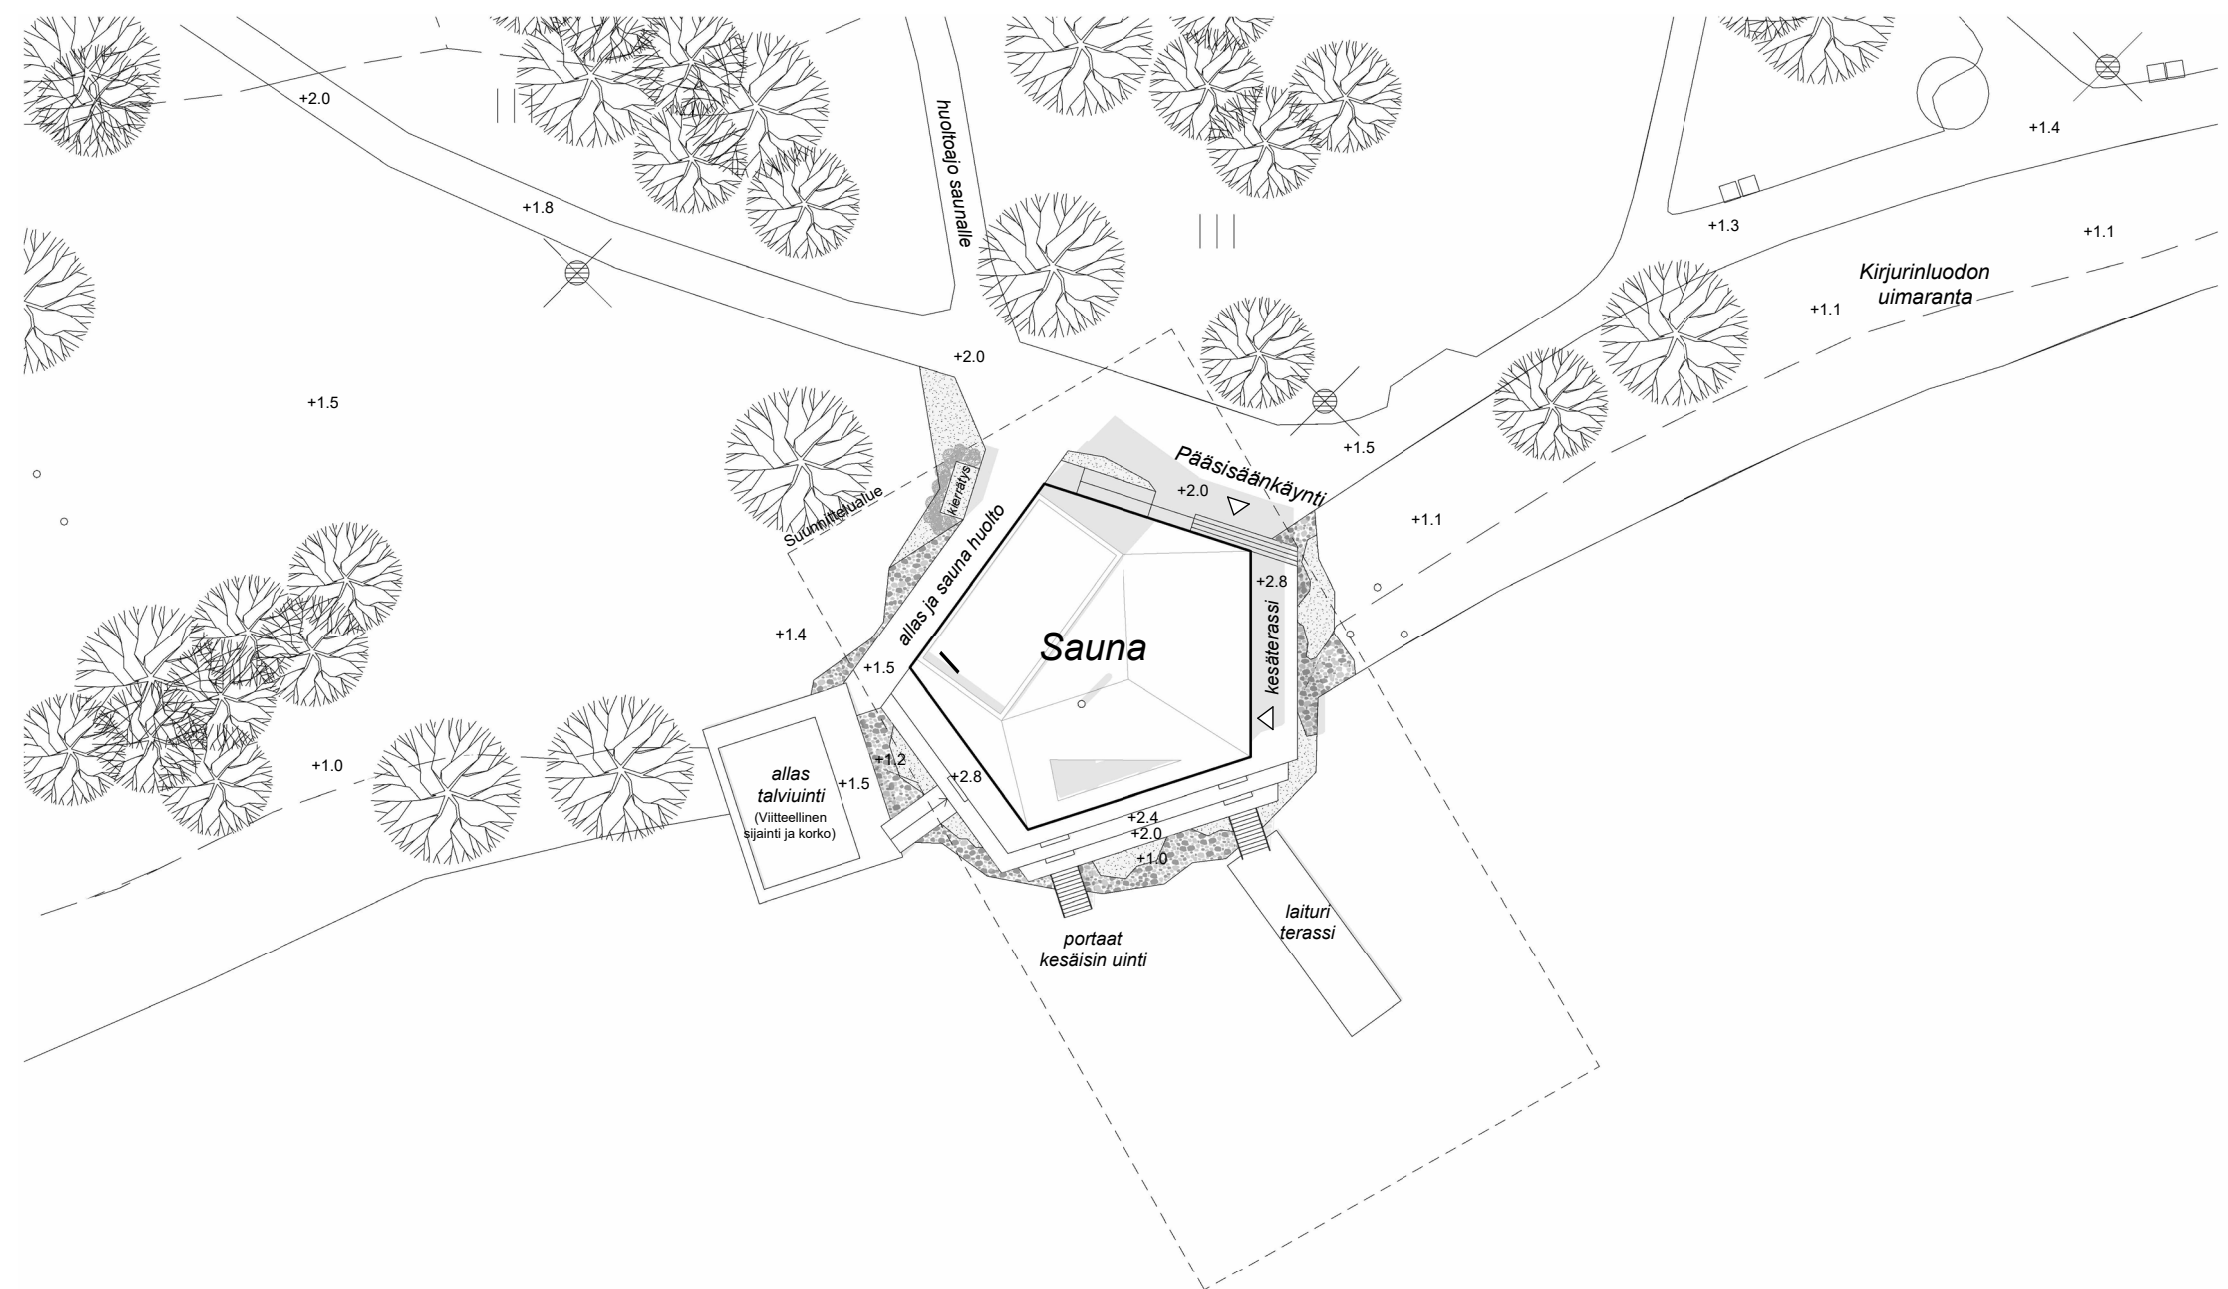 +2.0
+1.4
huoltoajo saunalle
+1.8
+1.3
+1.1
Kirjurinluodon
uimaranta
+1.1
+2.0
+1.5
+1.5
Pääsisäänkäynti
+2.0
kierrätys
Suunnittelualue
+1.1
allas ja sauna huolto
+2.8
kesäterassi
+1.4
Sauna
+1.5
+1.0
allas
talviuinti
(Viitteellinen
sijainti ja korko)
+1.5
+1.2
+2.8
+2.4
+2.0
+1.0
laituri
terassi
portaat
kesäisin uinti